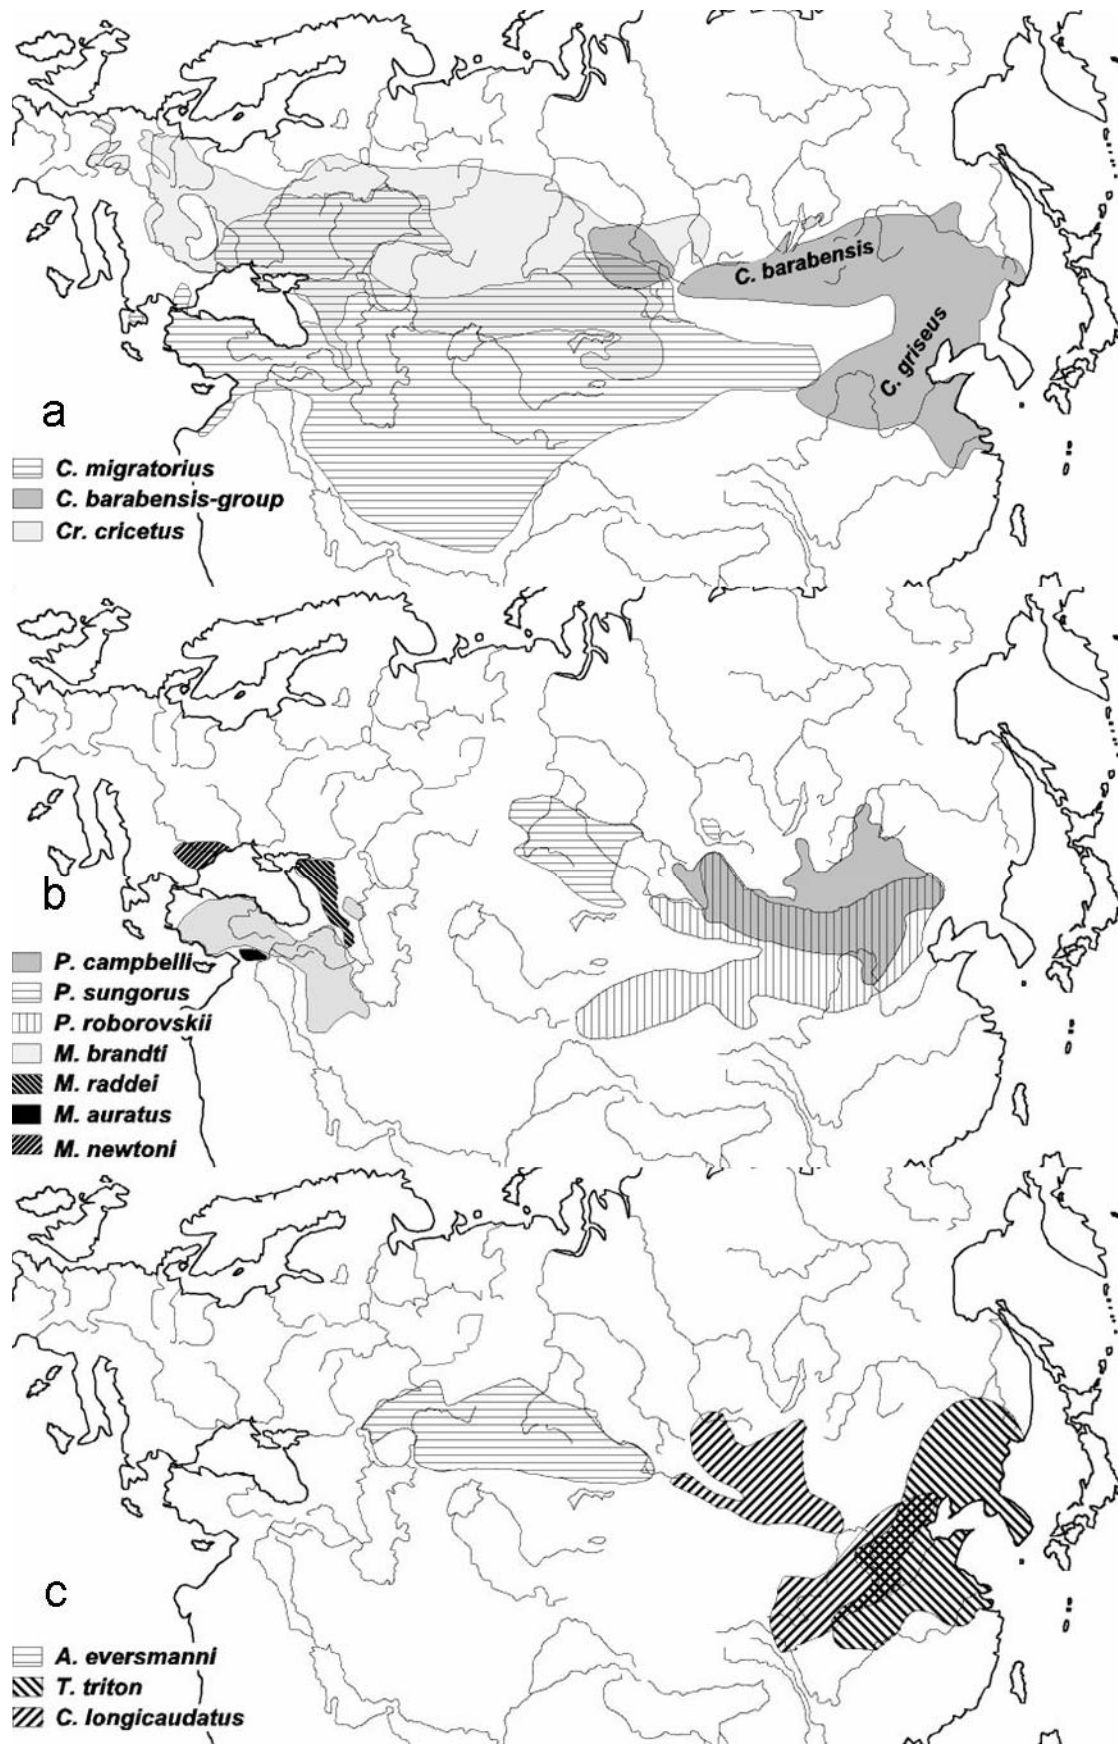 C. barabensis
C. griseus
a
C. migratorius
C. barabensis-group
Cr. cricetus
b
P. campbelli
P. sungorus
P. roborovskii
M. brandti
M. raddei
M. auratus
M. newtoni
c
A. eversmanni
T. triton
C. longicaudatus